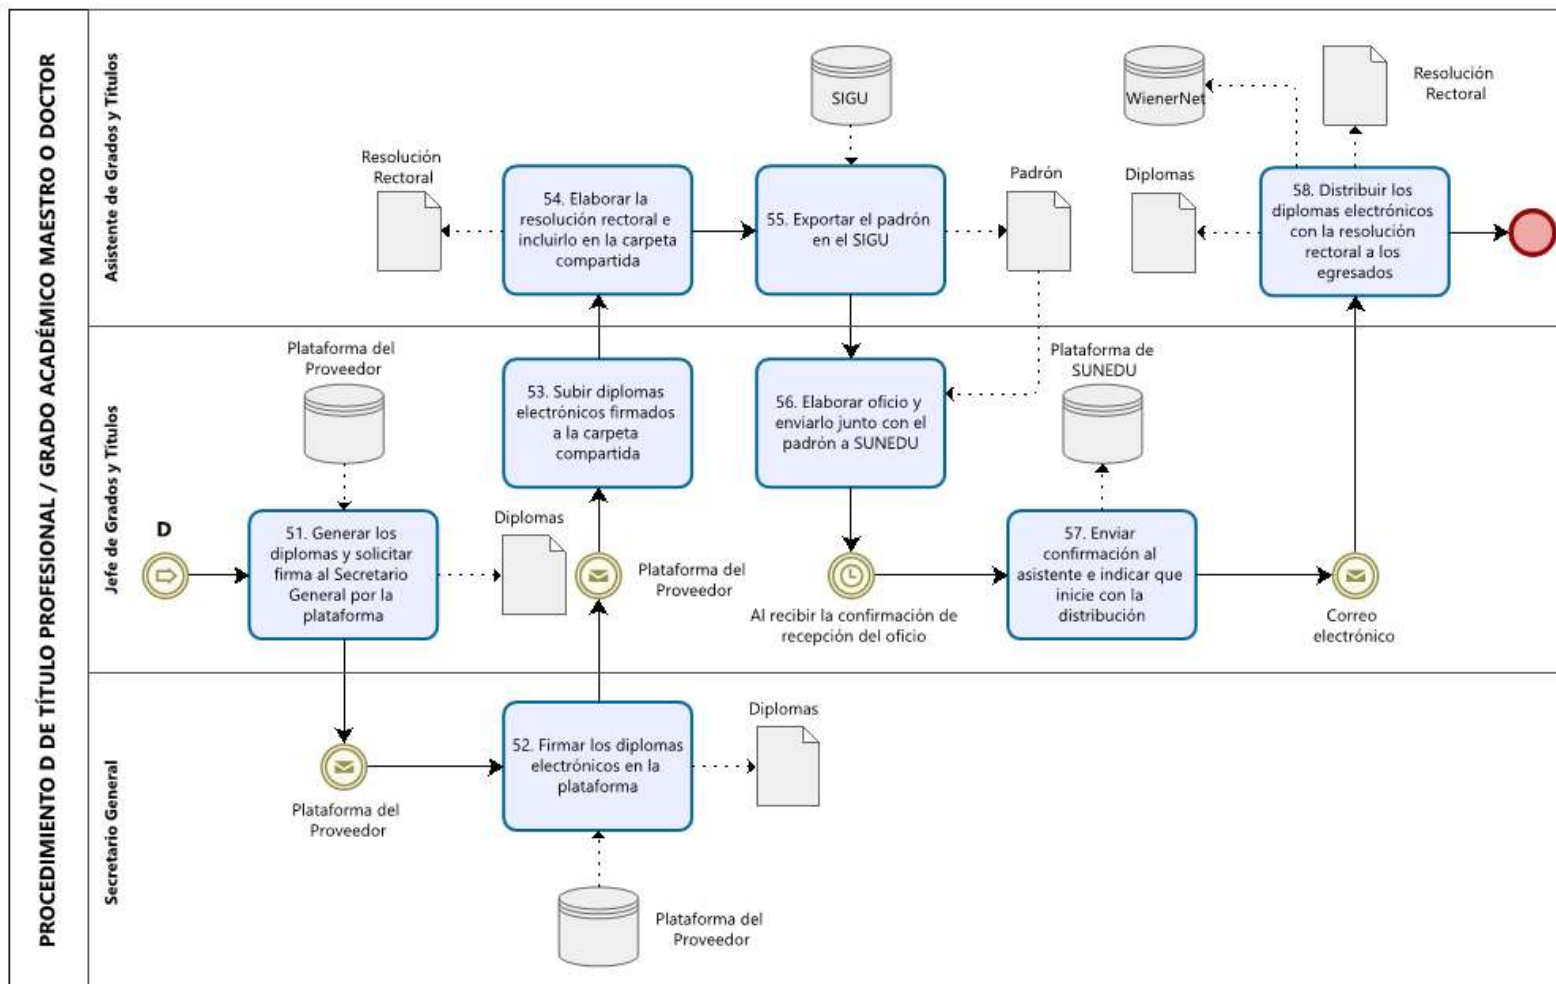 PROCEDIMIENTO D DE TÍTULO PROFESIONAL / GRADO ACADÉMICO MAESTRO O DOCTOR
Asistente de Grados y Títulos
SIGU
WienerNet
Resolución
Rectoral
Resolución
Rectoral
54. Elaborar la
resolución rectoral e
incluirlo en la carpeta
compartida
55. Exportar el padrón
en el SIGU
Padrón
Diplomas
58. Distribuir los
diplomas electrónicos
con la resolución
rectoral a los
egresados
Jefe de Grados y Títulos
Plataforma del
Proveedor
53. Subir diplomas
electrónicos firmados
a la carpeta
compartida
56. Elaborar oficio y
enviarlo junto con el
padrón a SUNEDU
Plataforma de
SUNEDU
D
51. Generar los
diplomas y solicitar
firma al Secretario
General por la
plataforma
Diplomas
Plataforma del
Proveedor
Al recibir la confirmación de
recepción del oficio
57. Enviar
confirmación al
asistente e indicar que
inicie con la
distribución
Correo
electrónico
Secretario General
Plataforma del
Proveedor
52. Firmar los diplomas
electrónicos en la
plataforma
Diplomas
Plataforma del
Proveedor